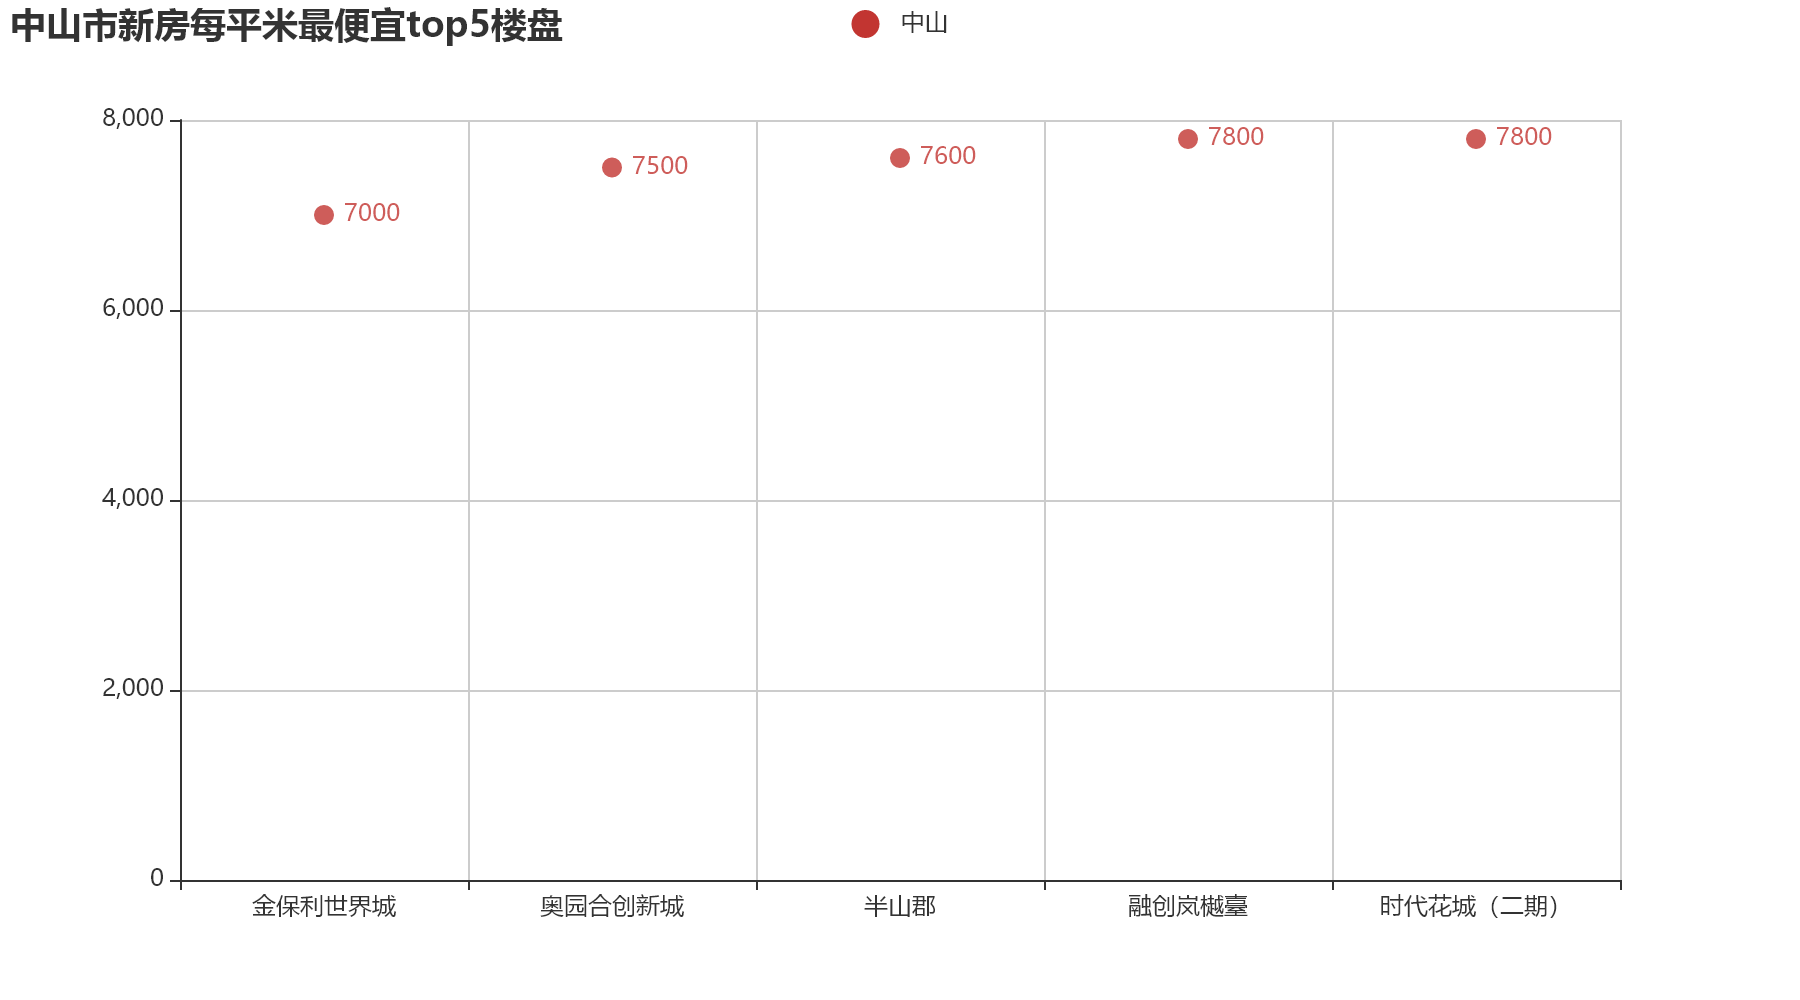 中山市新房每平米最便宜top5楼盘
中山
8,000
6,000
4,000
2,000
0
7000
7500
7600
7800
7800
金保利世界城
奥园合创新城
半山郡
融创岚樾臺
时代花城（二期）